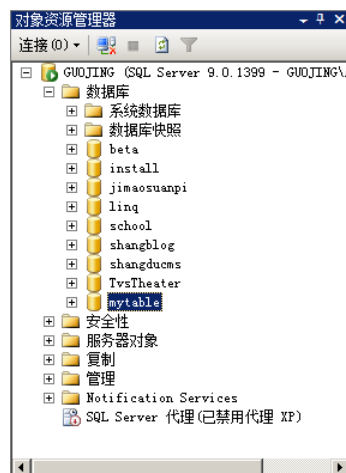 对象资源管理器
连接(O)
GUOJING (SQL Server 9.0.1399 - GUOJING\
数据库
系统数据库
数据库快照
beta
install
jimaosuanpi
linq
school
shangblog
shangducms
TvsTheater
mytable
安全性
服务器对象
复制
管理
Notification Services
SQL Server 代理(已禁用代理 XP)